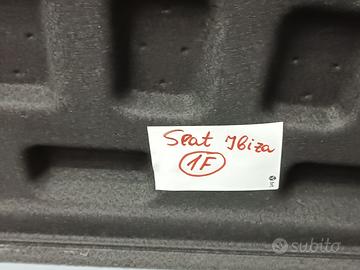 Seat Ibiza
1F
subito